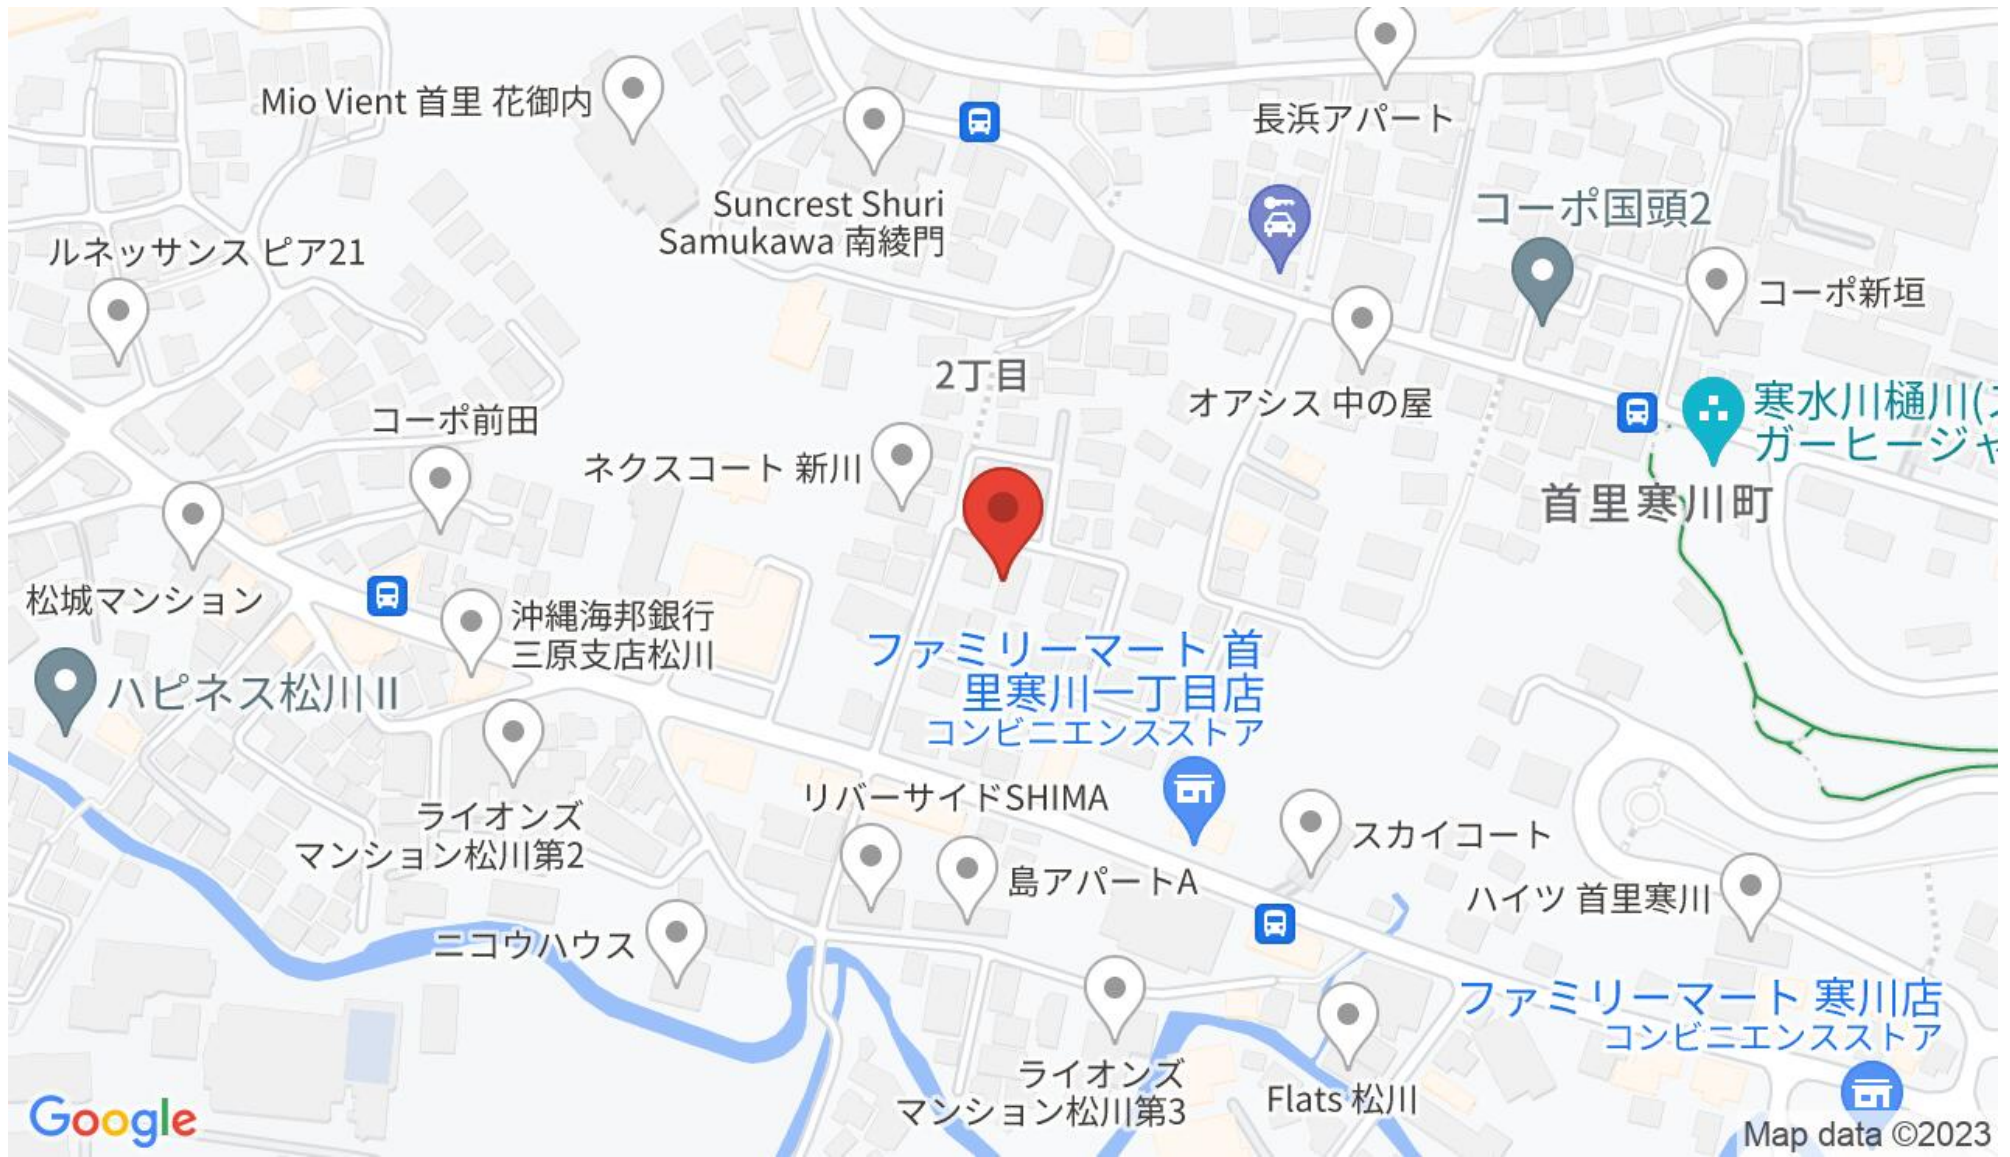 長浜アパート
Mio Vient 首里 花御内
Suncrest Shuri
Samukawa 南綾門
コーポ国頭2
ルネッサンス ピア21
コーポ新垣
2丁目
オアシス 中の屋
寒水川樋川(ス
ガーヒージャ
コーポ前田
ネクスコート 新川
首里寒川町
松城マンション
沖縄海邦銀行
三原支店松川
ファミリーマート 首
里寒川一丁目店
コンビニエンスストア
ハピネス松川Ⅱ
リバーサイドSHIMA
ライオンズ
マンション松川第2
スカイコート
島アパートA
ハイツ 首里寒川
ニコウハウス
ファミリーマート 寒川店
コンビニエンスストア
ライオンズ
マンション松川第3
Flats 松川
Google
Map data ©2023